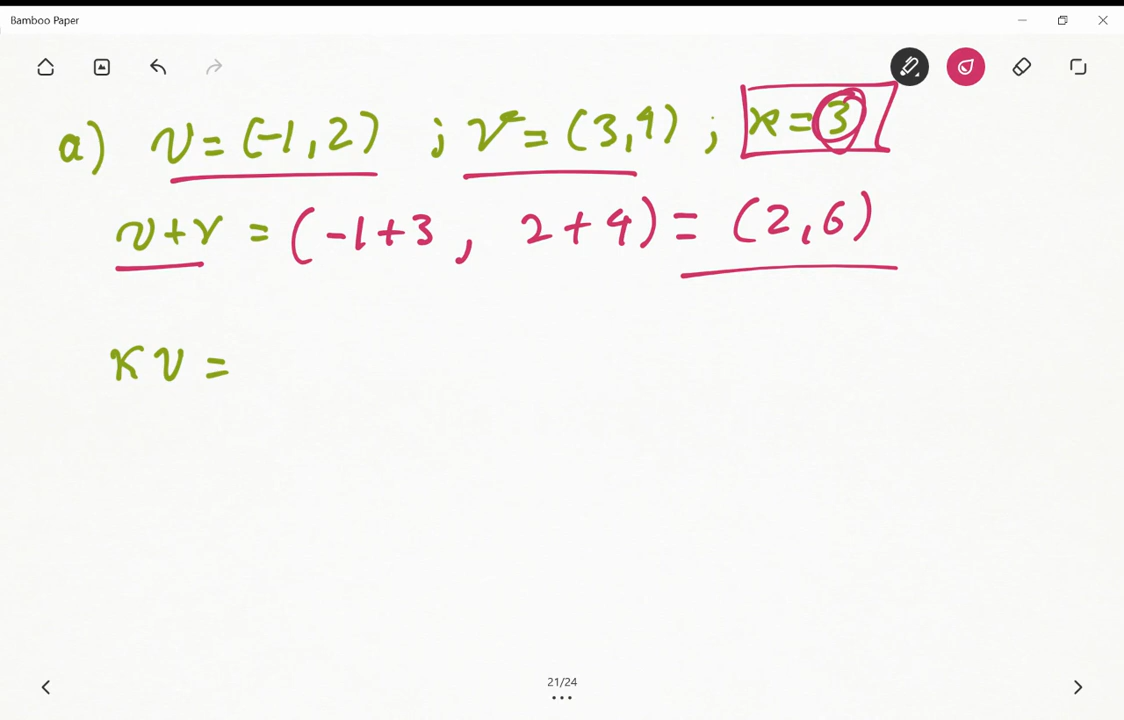 Bamboo Paper
a) u = (-1, 2) ; v = (3, 4) ; k = 3
u + v = (-1 + 3, 2 + 4) = (2, 6)
k u =
21/24